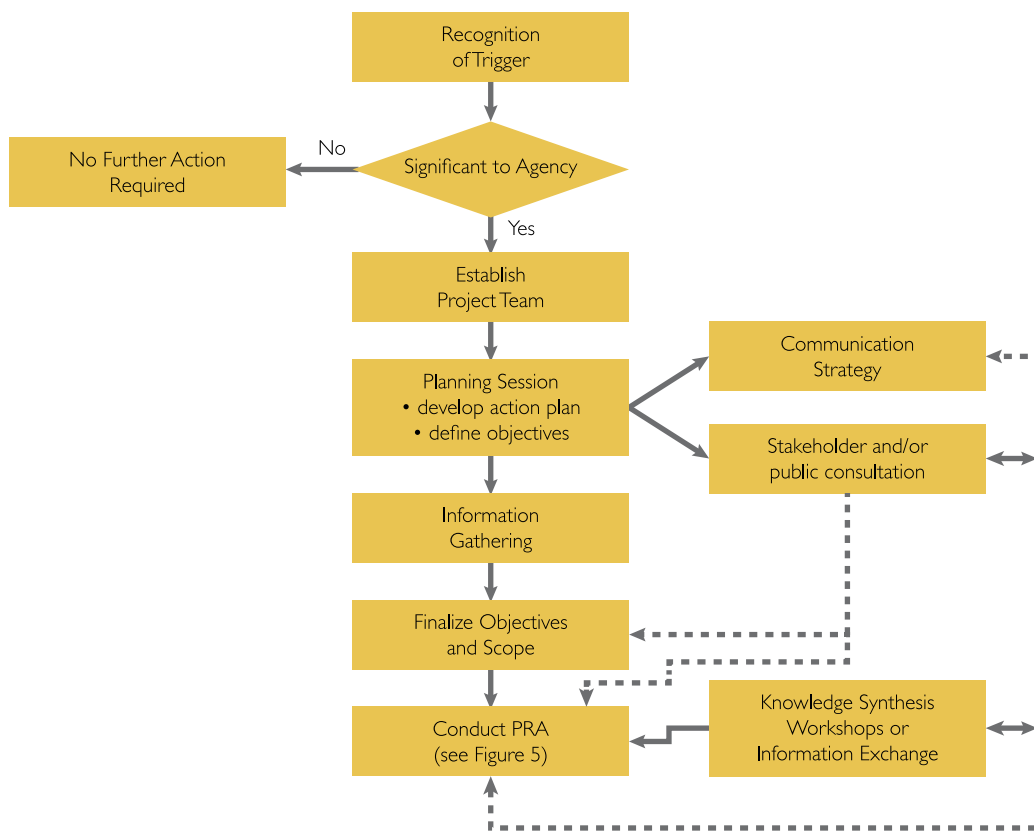 Recognition
of Trigger
No
No Further Action
Required
Significant to Agency
Yes
Establish
Project Team
Planning Session
• develop action plan
• define objectives
Communication
Strategy
Stakeholder and/or
public consultation
Information
Gathering
Finalize Objectives
and Scope
Conduct PRA
(see Figure 5)
Knowledge Synthesis
Workshops or
Information Exchange